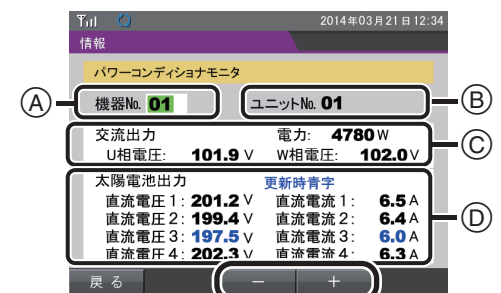 2014年03月21日12:34
情報
パワーコンディショナモニタ
A 機器No. 01 ユニットNo. 01 B
交流出力 電力: 4780 W
U相電圧: 101.9 V W相電圧: 102.0 V C
太陽電池出力 更新時青字
直流電圧 1: 201.2 V 直流電流 1: 6.5 A
直流電圧 2: 199.4 V 直流電流 2: 6.4 A D
直流電圧 3: 197.5 V 直流電流 3: 6.0 A
直流電圧 4: 202.3 V 直流電流 4: 6.3 A
戻る − +